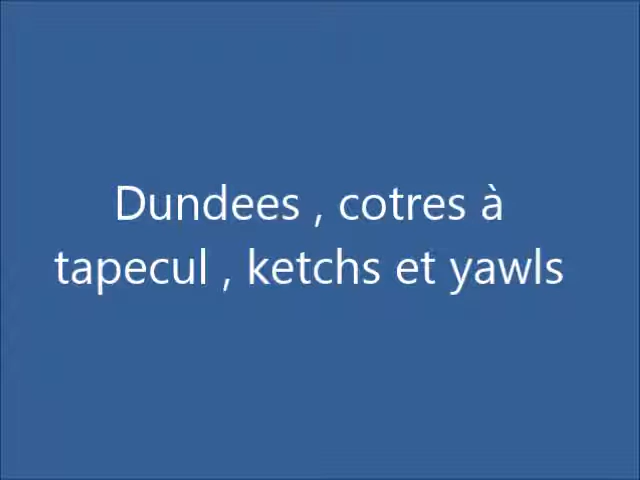 Dundees , cotres à
tapecul , ketchs et yawls